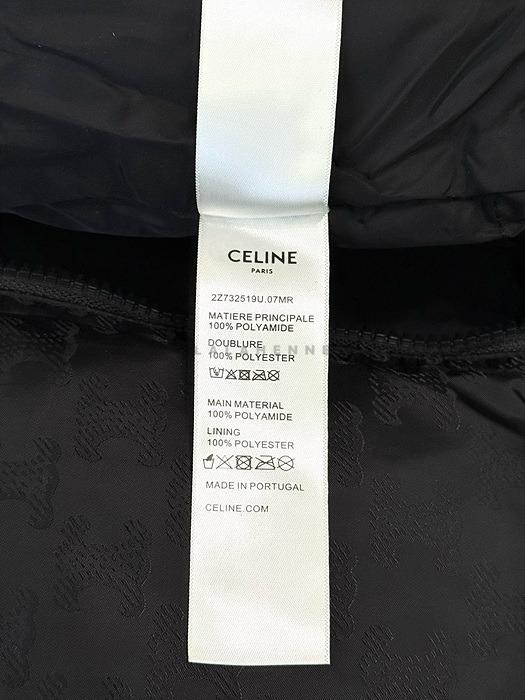 CELINE
PARIS
2Z732519U.07MR
MATIERE PRINCIPALE
100% POLYAMIDE
DOUBLURE
100% POLYESTER
MAIN MATERIAL
100% POLYAMIDE
LINING
100% POLYESTER
MADE IN PORTUGAL
CELINE.COM